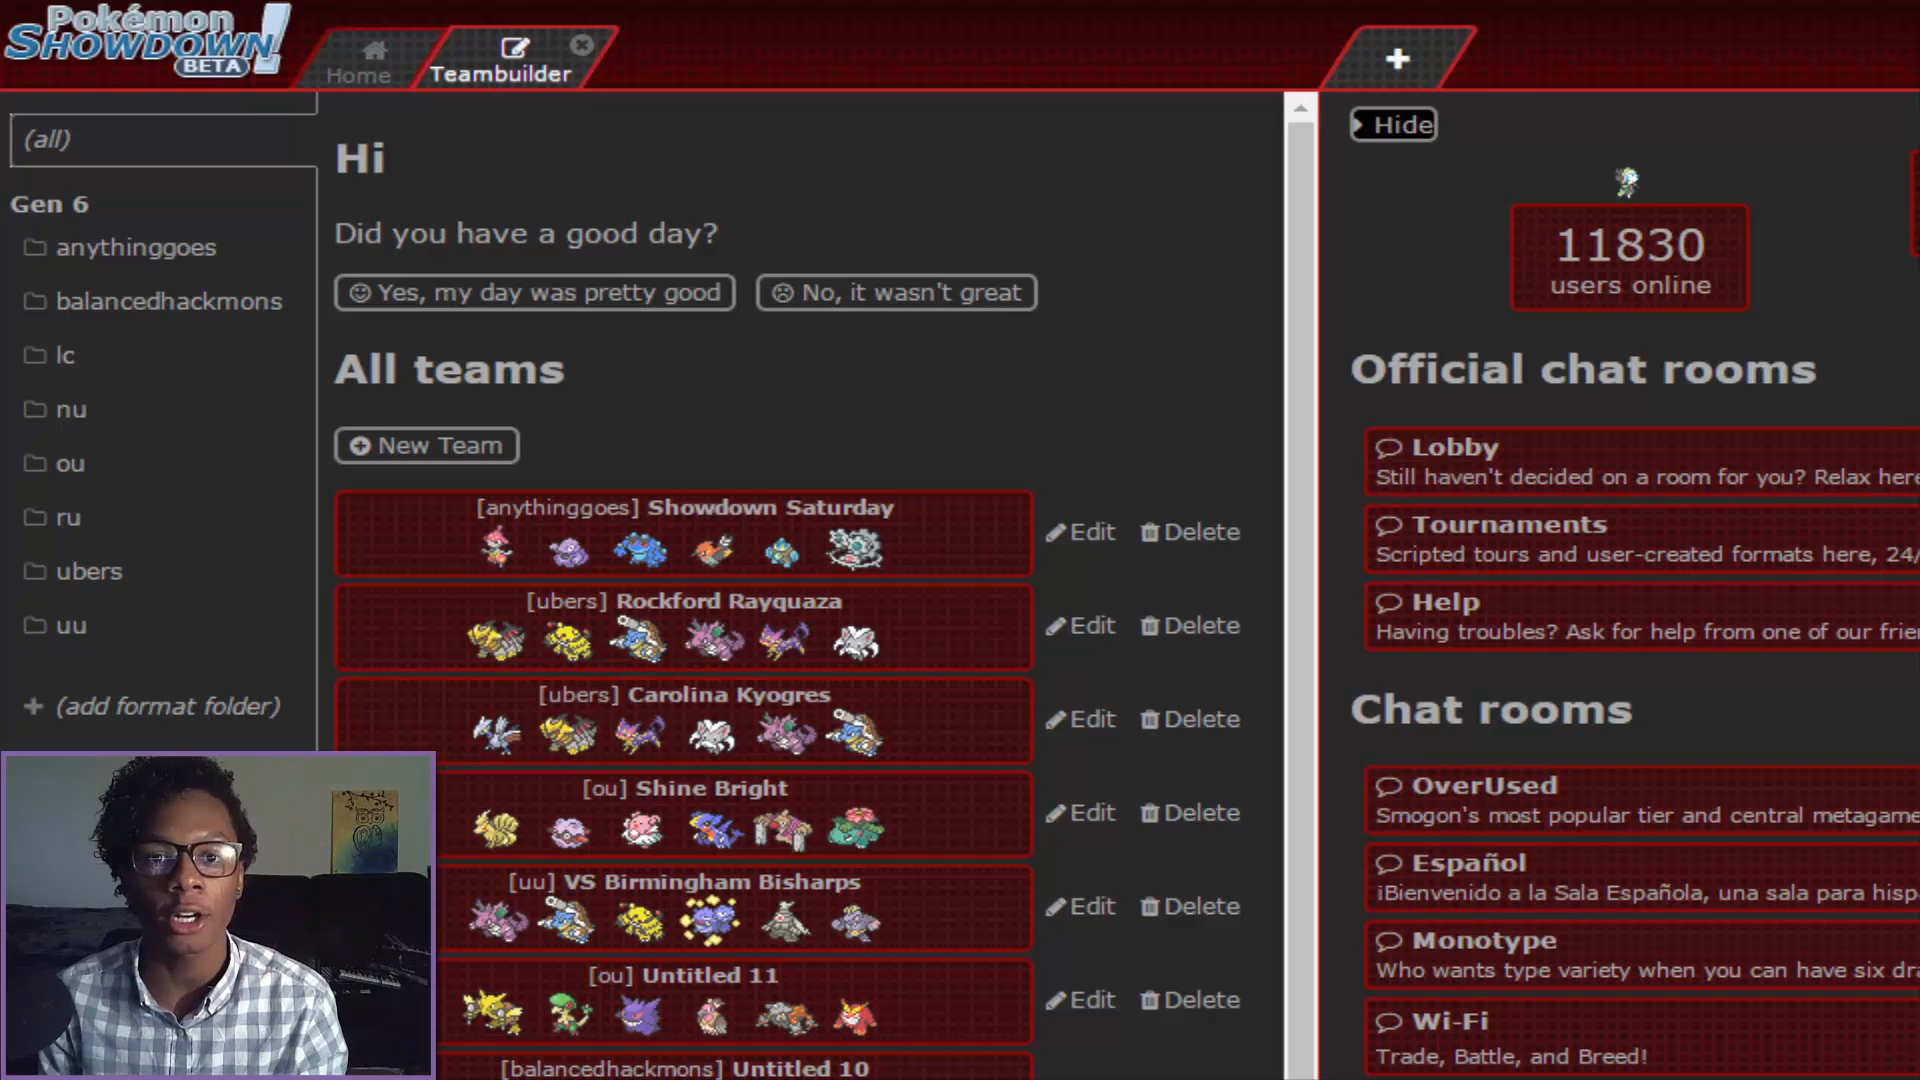 Pokémon
SHOWDOWN!
BETA
Home
Teambuilder
+
(all)
Gen 6
anythinggoes
balancedhackmons
lc
nu
ou
ru
ubers
uu
+ (add format folder)
Hi
Did you have a good day?
Yes, my day was pretty good
No, it wasn't great
All teams
New Team
[anythinggoes] Showdown Saturday
Edit Delete
[ubers] Rockford Rayquaza
Edit Delete
[ubers] Carolina Kyogres
Edit Delete
[ou] Shine Bright
Edit Delete
[uu] VS Birmingham Bisharps
Edit Delete
[ou] Untitled 11
Edit Delete
[balancedhackmons] Untitled 10
Hide
11830
users online
Official chat rooms
Lobby
Still haven't decided on a room for you? Relax here
Tournaments
Scripted tours and user-created formats here, 24/
Help
Having troubles? Ask for help from one of our frien
Chat rooms
OverUsed
Smogon's most popular tier and central metagame
Español
¡Bienvenido a la Sala Española, una sala para hisp
Monotype
Who wants type variety when you can have six dra
Wi-Fi
Trade, Battle, and Breed!